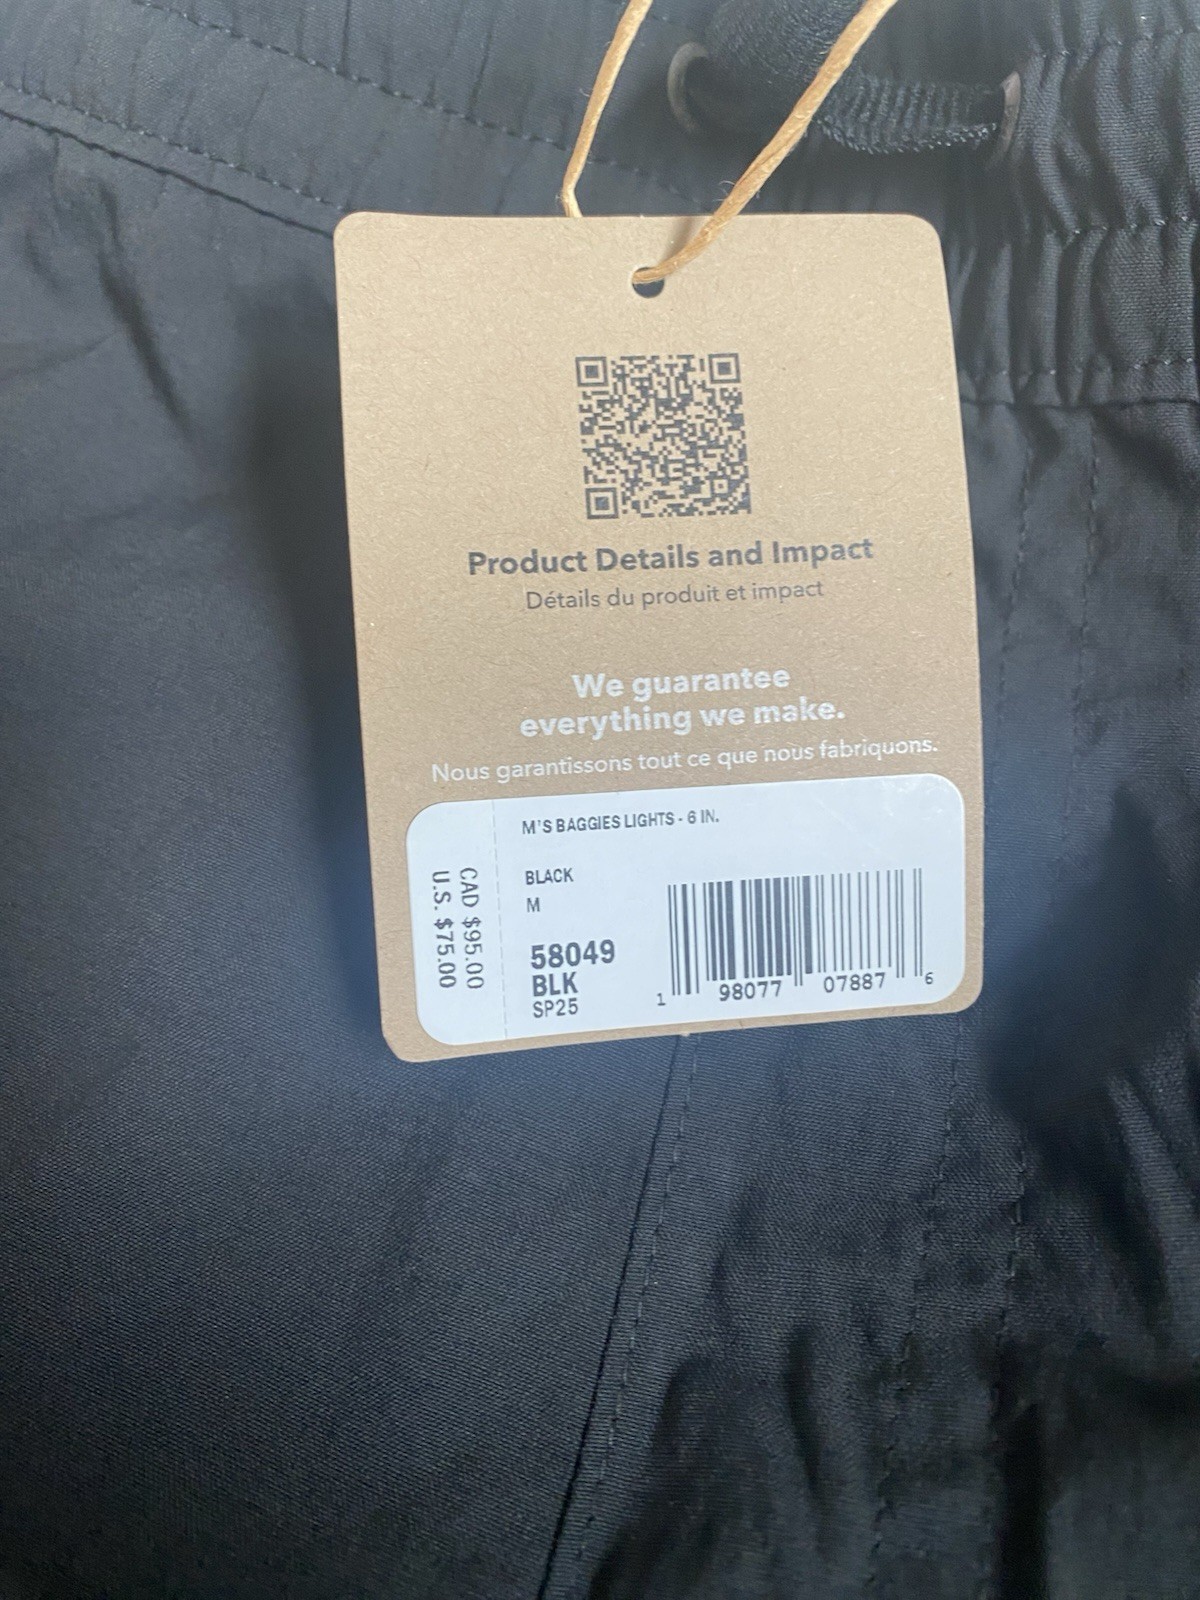 Product Details and Impact
Détails du produit et impact
We guarantee
everything we make.
Nous garantissons tout ce que nous fabriquons.
M'S BAGGIES LIGHTS - 6 IN.
BLACK
M
58049
BLK
SP25
1 98077 07887 6
CAD $95.00
U.S. $75.00